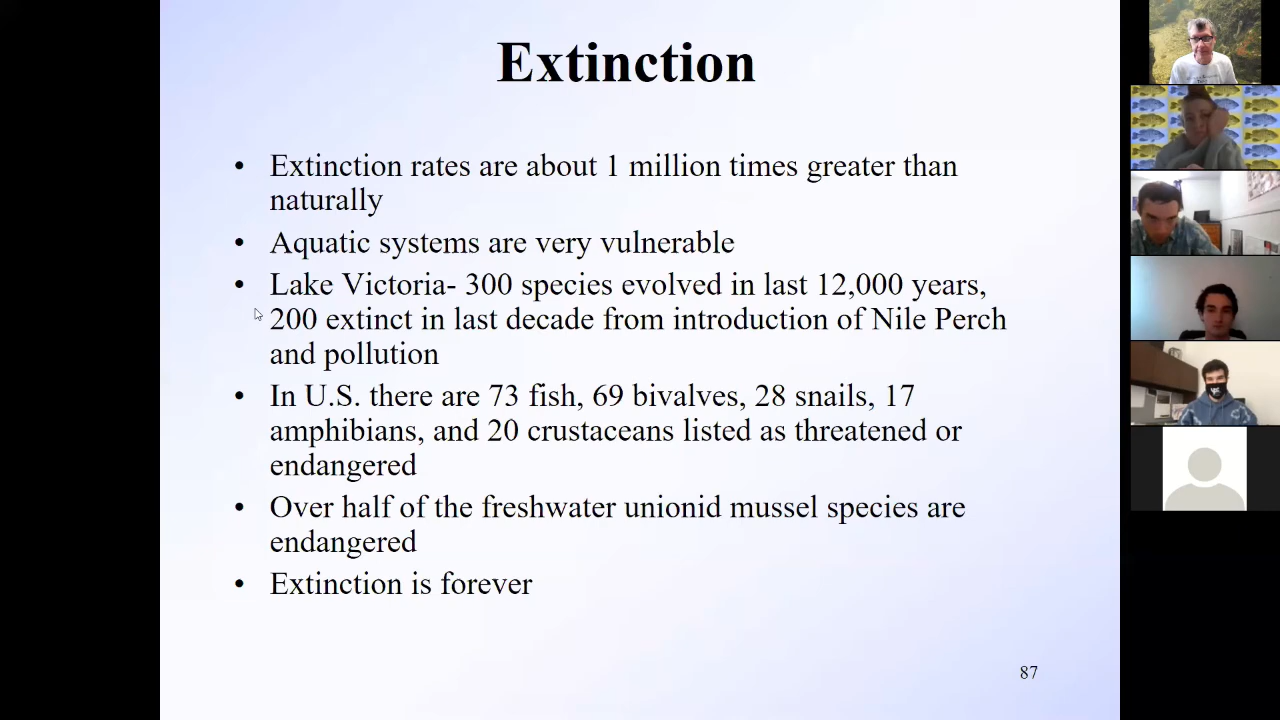 Extinction
• Extinction rates are about 1 million times greater than
naturally
• Aquatic systems are very vulnerable
• Lake Victoria- 300 species evolved in last 12,000 years,
200 extinct in last decade from introduction of Nile Perch
and pollution
• In U.S. there are 73 fish, 69 bivalves, 28 snails, 17
amphibians, and 20 crustaceans listed as threatened or
endangered
• Over half of the freshwater unionid mussel species are
endangered
• Extinction is forever
87